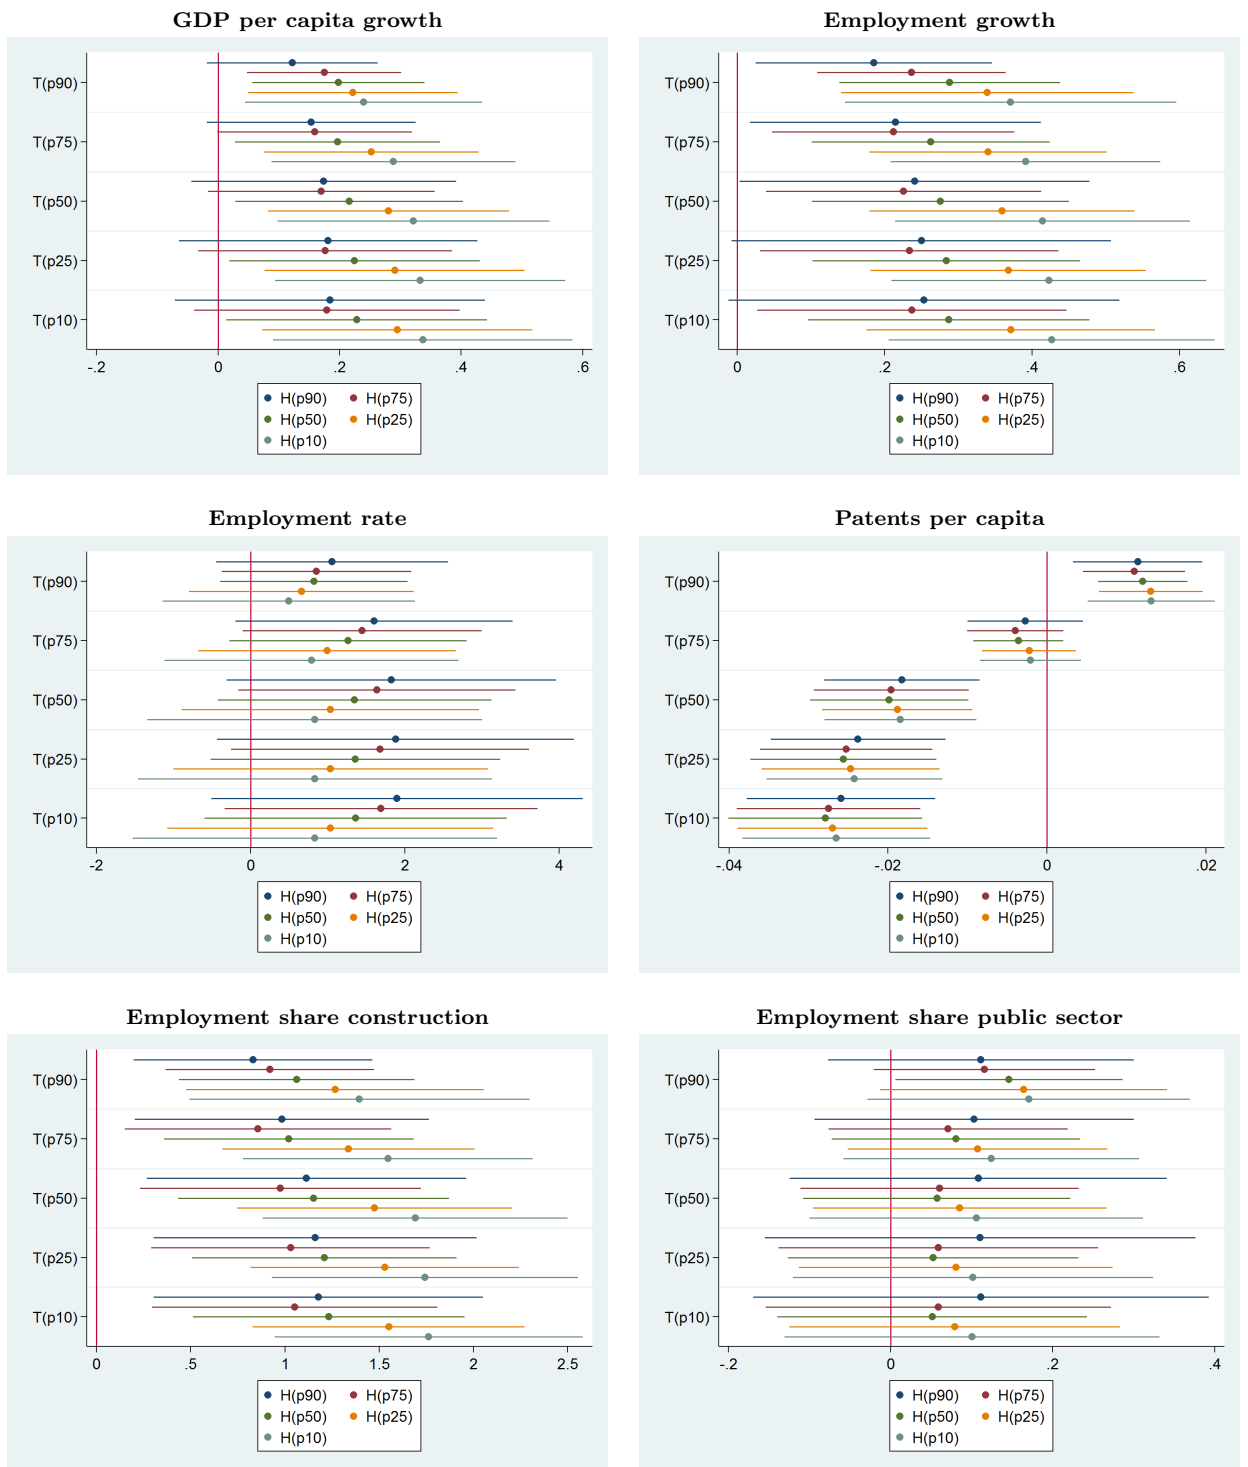 GDP per capita growth
T(p90)
T(p75)
T(p50)
T(p25)
T(p10)
-.2 0 .2 .4 .6
H(p90) H(p75)
H(p50) H(p25)
H(p10)
Employment growth
T(p90)
T(p75)
T(p50)
T(p25)
T(p10)
0 .2 .4 .6
H(p90) H(p75)
H(p50) H(p25)
H(p10)
Employment rate
T(p90)
T(p75)
T(p50)
T(p25)
T(p10)
-2 0 2 4
H(p90) H(p75)
H(p50) H(p25)
H(p10)
Patents per capita
T(p90)
T(p75)
T(p50)
T(p25)
T(p10)
-.04 -.02 0 .02
H(p90) H(p75)
H(p50) H(p25)
H(p10)
Employment share construction
T(p90)
T(p75)
T(p50)
T(p25)
T(p10)
0 .5 1 1.5 2 2.5
H(p90) H(p75)
H(p50) H(p25)
H(p10)
Employment share public sector
T(p90)
T(p75)
T(p50)
T(p25)
T(p10)
-.2 0 .2 .4
H(p90) H(p75)
H(p50) H(p25)
H(p10)